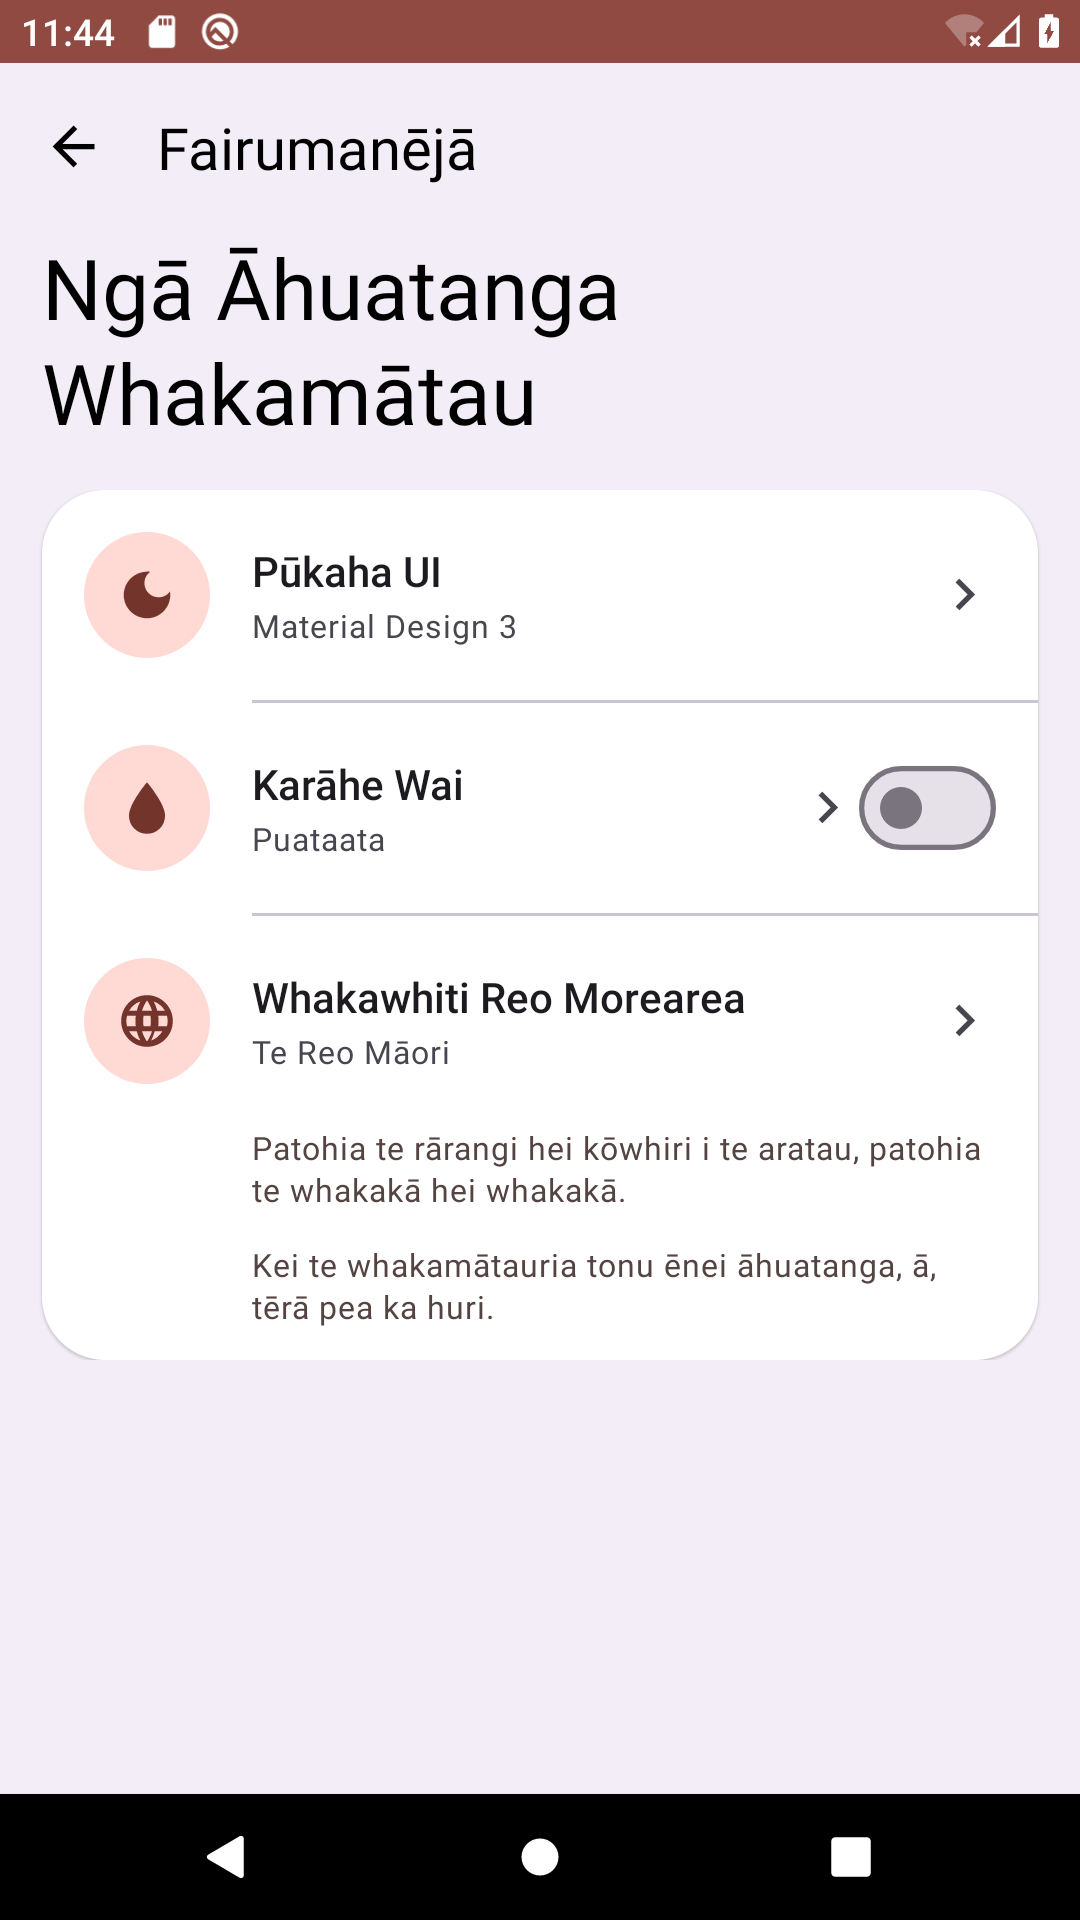 11:44
Fairumanējā
Ngā Āhuatanga
Whakamātau
Pūkaha UI
Material Design 3
Karāhe Wai
Puataata
Whakawhiti Reo Morearea
Te Reo Māori
Patohia te rārangi hei kōwhiri i te aratau, patohia
te whakakā hei whakakā.
Kei te whakamātauria tonu ēnei āhuatanga, ā,
tērā pea ka huri.